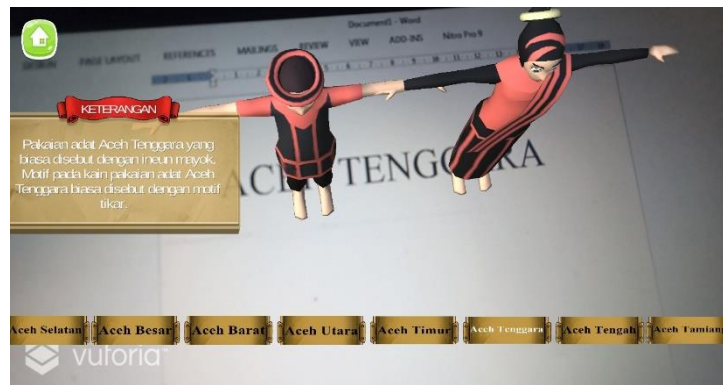 Document5 - Word
DESIGN PAGE LAYOUT REFERENCES MAILINGS REVIEW VIEW ADD-INS Nitro Pro 9
KETERANGAN
Pakaian adat Aceh Tenggara yang
biasa disebut dengan ineun mayok.
Motif pada kain pakaian adat Aceh
Tenggara biasa disebut dengan motif
tikar.
ACEH TENGGARA
Aceh Selatan
Aceh Besar
Aceh Barat
Aceh Utara
Aceh Timur
Aceh Tenggara
Aceh Tengah
Aceh Tamian
vuforia